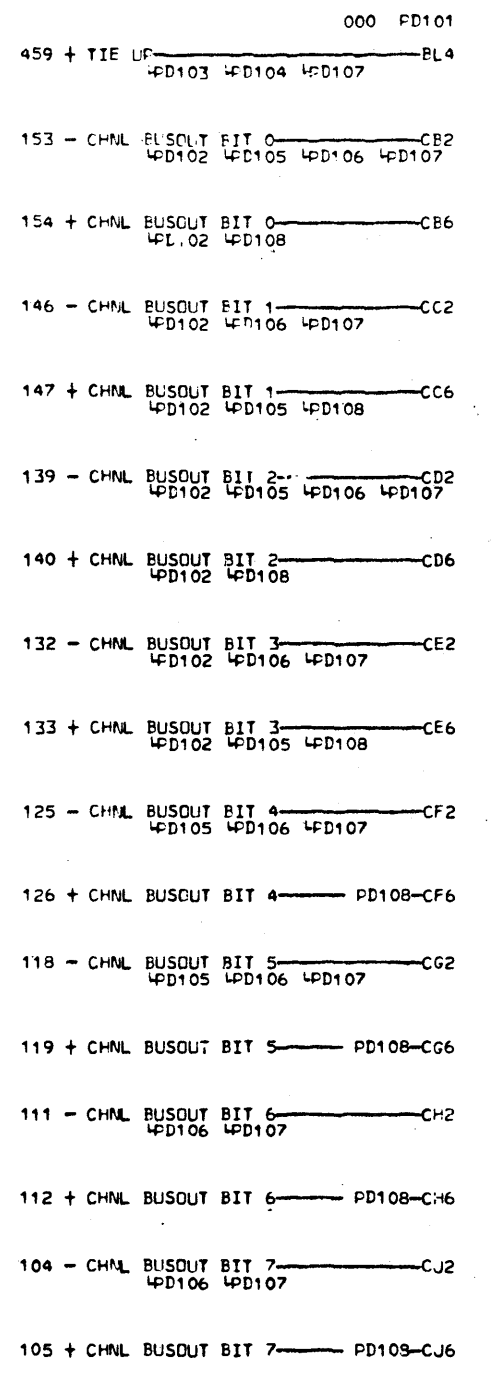 000 PD101
459 + TIE UP BL4
PD103 PD104 PD107
153 - CHNL BUSOUT BIT 0 CB2
PD102 PD105 PD106 PD107
154 + CHNL BUSOUT BIT 0 CB6
PD102 PD108
146 - CHNL BUSOUT BIT 1 CC2
PD102 PD106 PD107
147 + CHNL BUSOUT BIT 1 CC6
PD102 PD105 PD108
139 - CHNL BUSOUT BIT 2 CD2
PD102 PD105 PD106 PD107
140 + CHNL BUSOUT BIT 2 CD6
PD102 PD108
132 - CHNL BUSOUT BIT 3 CE2
PD102 PD106 PD107
133 + CHNL BUSOUT BIT 3 CE6
PD102 PD105 PD108
125 - CHNL BUSOUT BIT 4 CF2
PD105 PD106 PD107
126 + CHNL BUSOUT BIT 4 PD108-CF6
118 - CHNL BUSOUT BIT 5 CG2
PD105 PD106 PD107
119 + CHNL BUSOUT BIT 5 PD108-CG6
111 - CHNL BUSOUT BIT 6 CH2
PD106 PD107
112 + CHNL BUSOUT BIT 6 PD108-CH6
104 - CHNL BUSOUT BIT 7 CJ2
PD106 PD107
105 + CHNL BUSOUT BIT 7 CJ6